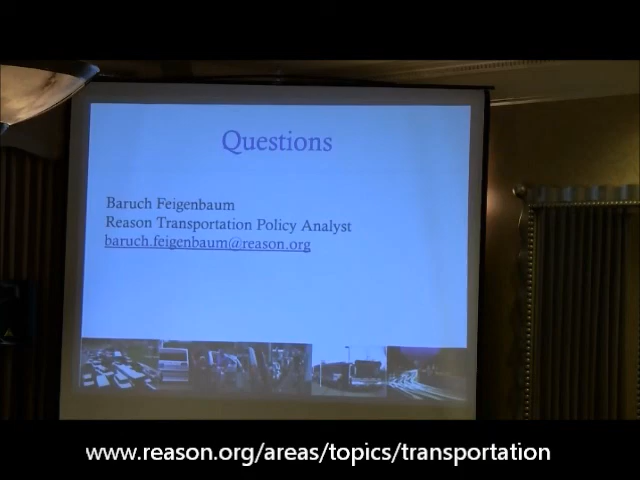 Questions
Baruch Feigenbaum
Reason Transportation Policy Analyst
baruch.feigenbaum@reason.org
www.reason.org/areas/topics/transportation